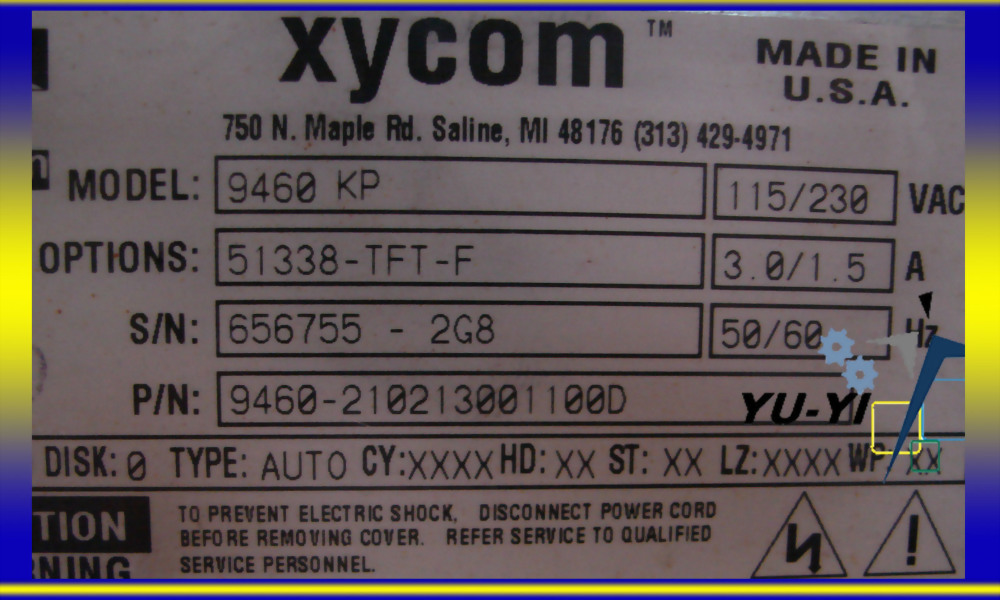 xycom ™
MADE IN
U.S.A.
750 N. Maple Rd. Saline, MI 48176 (313) 429-4971
MODEL: 9460 KP 115/230 VAC
OPTIONS: 51338-TFT-F 3.0/1.5 A
S/N: 656755 - 2G8 50/60 Hz
P/N: 9460-210213001100D
YU-YI
DISK: 0 TYPE: AUTO CY:XXXX HD: XX ST: XX LZ:XXXX WP XX
TION
TO PREVENT ELECTRIC SHOCK, DISCONNECT POWER CORD
BEFORE REMOVING COVER. REFER SERVICE TO QUALIFIED
RNING
SERVICE PERSONNEL.